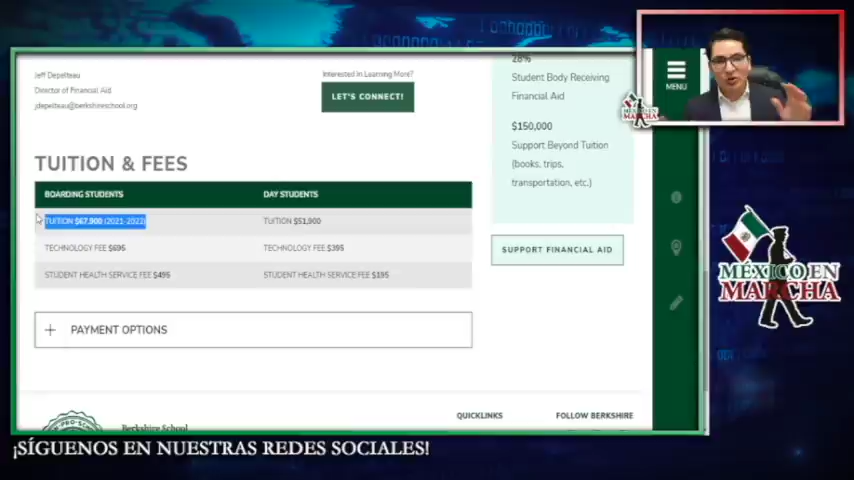 Jeff Depelteau
Director of Financial Aid
jdepelteau@berkshireschool.org
Interested in Learning More?
LET'S CONNECT!
28%
Student Body Receiving
Financial Aid
$150,000
Support Beyond Tuition
(books, trips,
transportation, etc.)
SUPPORT FINANCIAL AID
MENU
MÉXICO EN
MARCHA
TUITION & FEES
BOARDING STUDENTS DAY STUDENTS
TUITION $67,900 (2021-2022) TUITION $51,900
TECHNOLOGY FEE $695 TECHNOLOGY FEE $395
STUDENT HEALTH SERVICE FEE $495 STUDENT HEALTH SERVICE FEE $195
+ PAYMENT OPTIONS
MÉXICO EN
MARCHA
Berkshire School
QUICKLINKS
FOLLOW BERKSHIRE
¡SÍGUENOS EN NUESTRAS REDES SOCIALES!